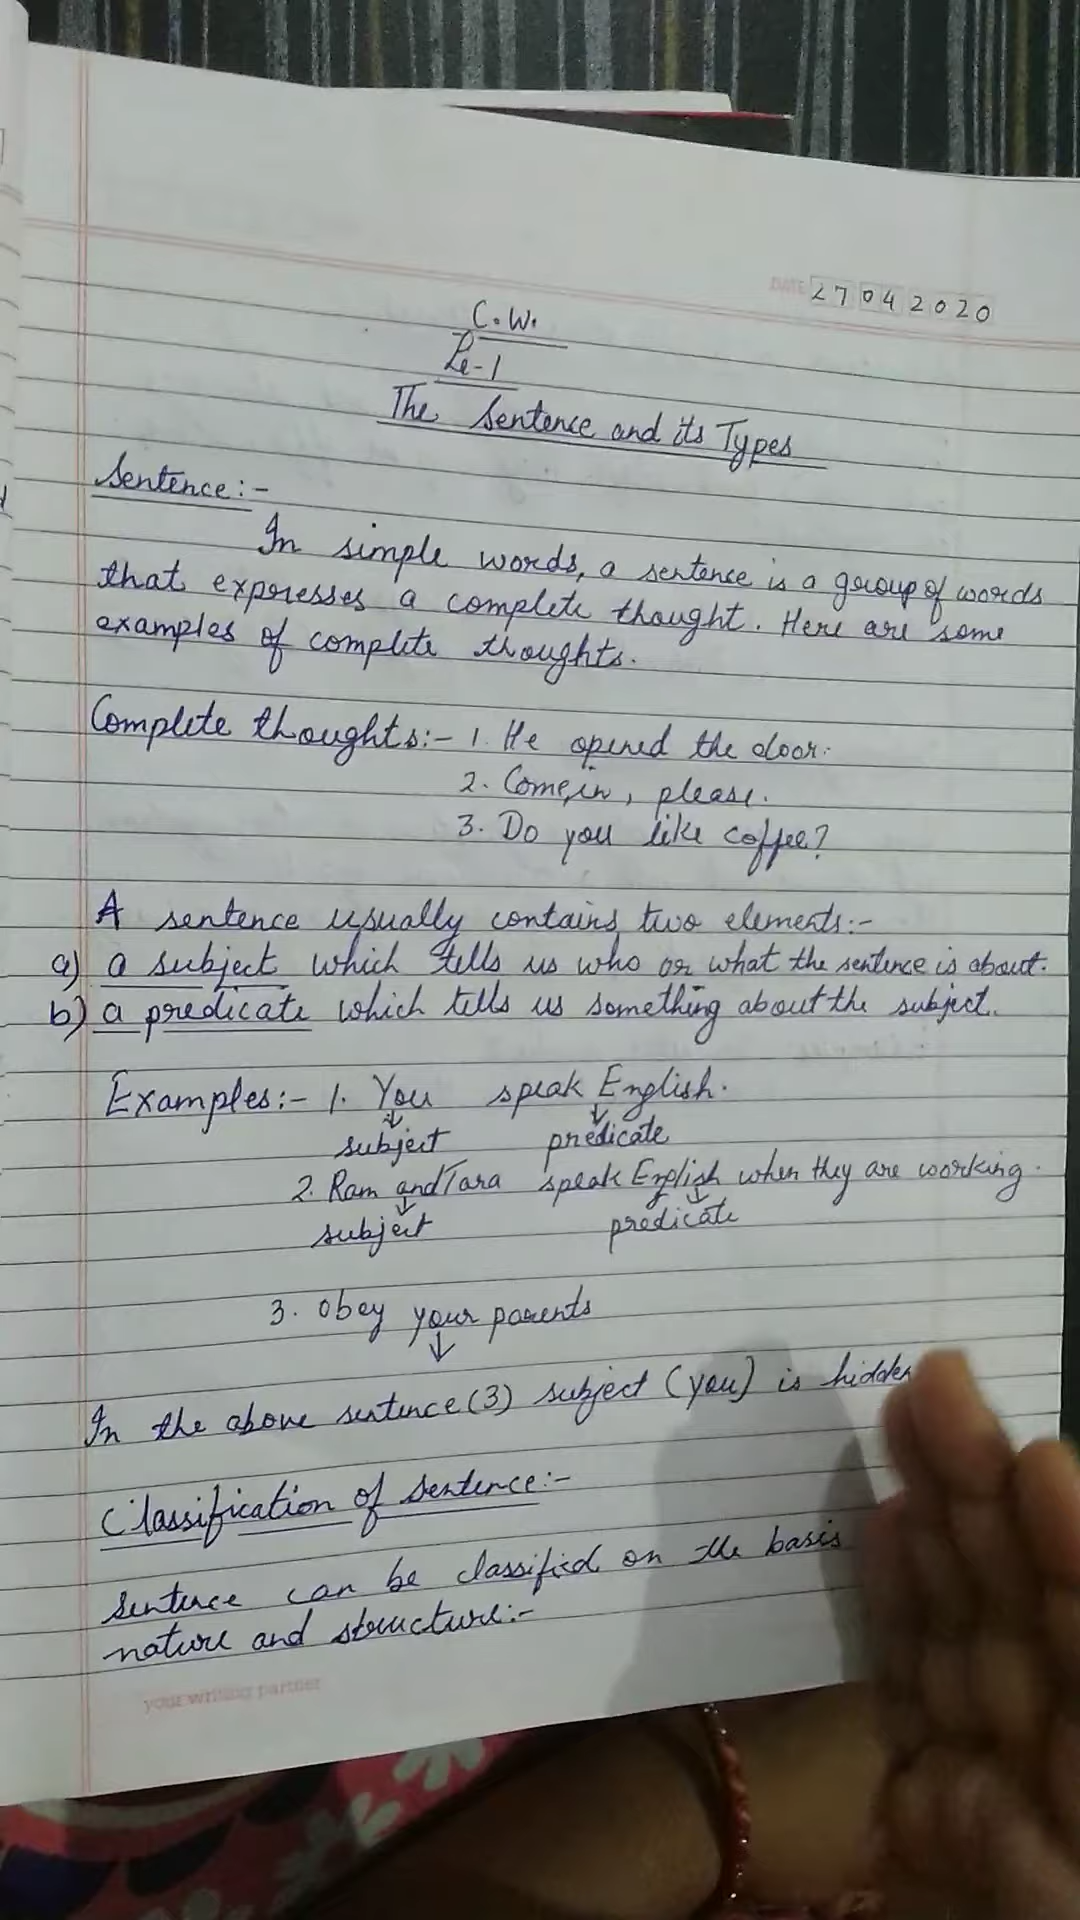 DATE 27042020
C.W.
Le-1
The Sentence and its Types
Sentence:-
In simple words, a sentence is a group of words
that expresses a complete thought. Here are some
examples of complete thoughts.
Complete thoughts:- 1. He opened the door.
2. Come in, please.
3. Do you like coffee?
A sentence usually contains two elements:-
a) a subject which tells us who or what the sentence is about.
b) a predicate which tells us something about the subject.
Examples:- 1. You speak English.
subject predicate
2. Ram and Tara speak English when they are working.
subject predicate
3. Obey your parents
In the above sentence (3) subject (you) is hidden
Classification of sentence:-
Sentence can be classified on the basis
nature and structure:-
your writing partner